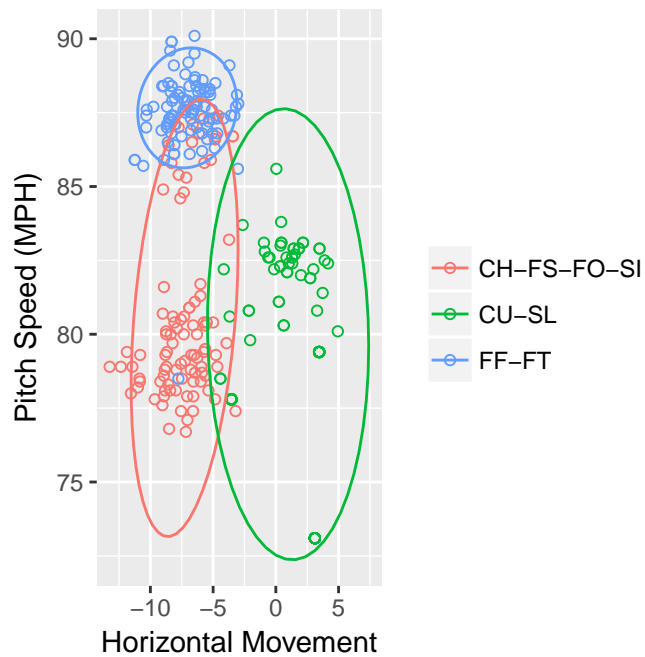 90
85
80
75
−10
−5
0
5
Pitch Speed (MPH)
Horizontal Movement
CH−FS−FO−SI
CU−SL
FF−FT